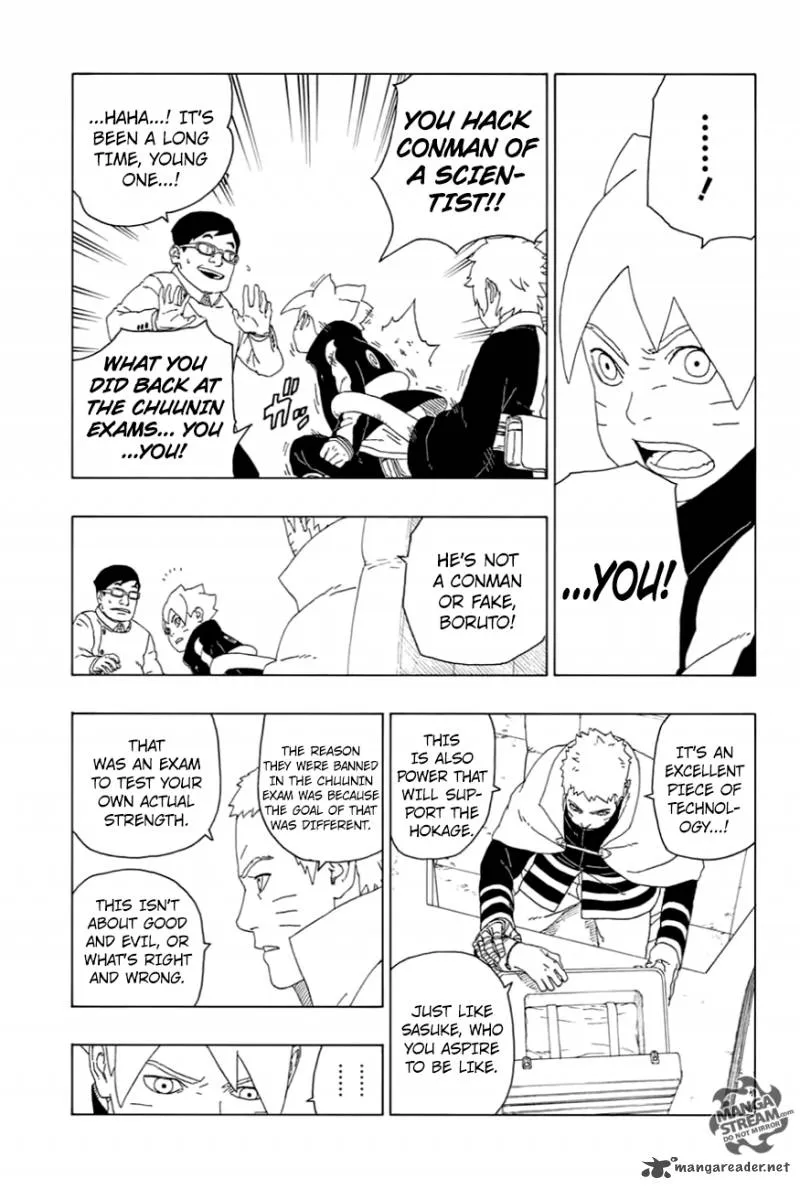 ......!
...YOU!
YOU HACK
CONMAN OF
A SCIEN-
TIST!!
...HAHA...! IT'S
BEEN A LONG
TIME, YOUNG
ONE...!
WHAT YOU
DID BACK AT
THE CHUUNIN
EXAMS... YOU
...YOU!
ガバッ
HE'S NOT
A CONMAN
OR FAKE,
BORUTO!
IT'S AN
EXCELLENT
PIECE OF
TECHNOL-
OGY...!
THIS
IS ALSO
POWER THAT
WILL SUP-
PORT THE
HOKAGE.
JUST LIKE
SASUKE, WHO
YOU ASPIRE
TO BE LIKE.
THE REASON
THEY WERE BANNED
IN THE CHUUNIN
EXAM WAS BECAUSE
THE GOAL OF THAT
WAS DIFFERENT.
THAT
WAS AN EXAM
TO TEST YOUR
OWN ACTUAL
STRENGTH.
THIS ISN'T
ABOUT GOOD
AND EVIL, OR
WHAT'S RIGHT
AND WRONG.
......
MANGA
STREAM.COM
DO NOT MIRROR
mangareader.net